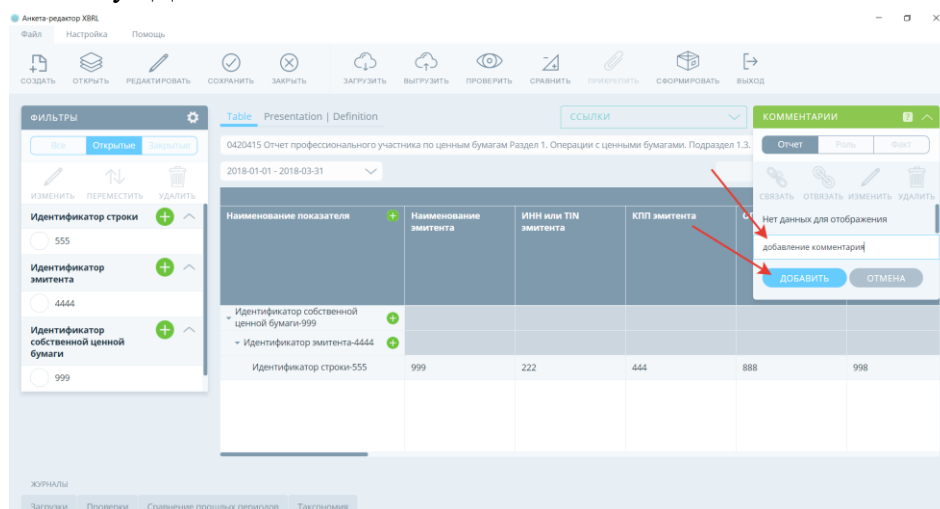 Анкета-редактор XBRL
Файл Настройка Помощь
СОЗДАТЬ ОТКРЫТЬ РЕДАКТИРОВАТЬ СОХРАНИТЬ ЗАКРЫТЬ ЗАГРУЗИТЬ ВЫГРУЗИТЬ ПРОВЕРИТЬ СРАВНИТЬ ПРИКРЕПИТЬ СФОРМИРОВАТЬ ВЫХОД
ФИЛЬТРЫ
Все Открытые Закрытые
ИЗМЕНИТЬ ПЕРЕМЕСТИТЬ УДАЛИТЬ
Идентификатор строки
555
Идентификатор
эмитента
4444
Идентификатор
собственной ценной
бумаги
999
Table Presentation | Definition
ССЫЛКИ
0420415 Отчет профессионального участника по ценным бумагам Раздел 1. Операции с ценными бумагами. Подраздел 1.3.
2018-01-01 - 2018-03-31
Наименование показателя
Наименование
эмитента
ИНН или TIN
эмитента
КПП эмитента
Идентификатор собственной
ценной бумаги-999
Идентификатор эмитента-4444
Идентификатор строки-555 999 222 444 888 998
КОММЕНТАРИИ ?
Отчет Роль Факт
СВЯЗАТЬ ОТВЯЗАТЬ ИЗМЕНИТЬ УДАЛИТЬ
Нет данных для отображения
добавление комментария
ДОБАВИТЬ ОТМЕНА
ЖУРНАЛЫ
Загрузки Проверки Сравнение прошлых периодов Таксономия